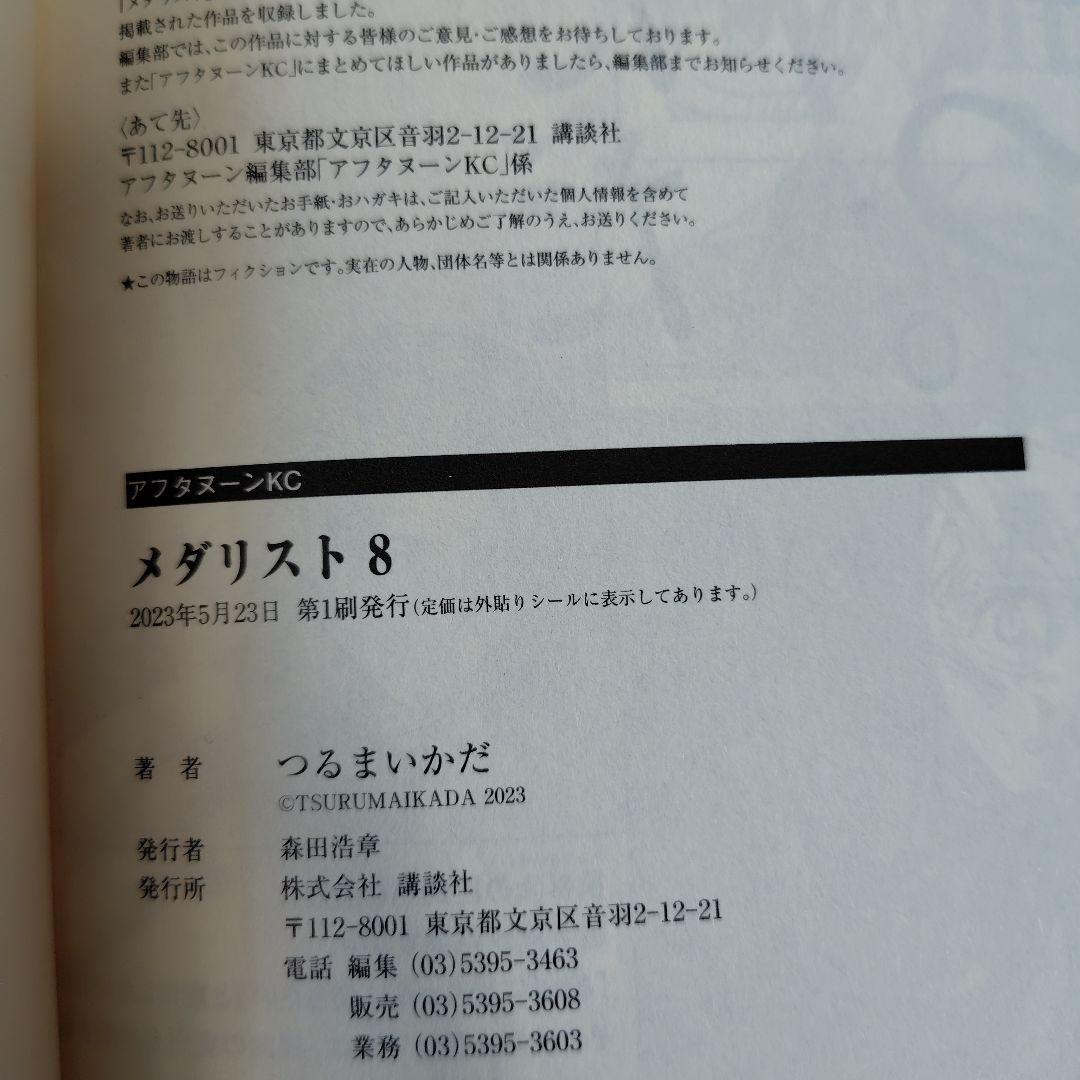 掲載された作品を収録しました。
編集部では、この作品に対する皆様のご意見・ご感想をお待ちしております。
また「アフタヌーンKC」にまとめてほしい作品がありましたら、編集部までお知らせください。
〈あて先〉
〒112-8001 東京都文京区音羽2-12-21 講談社
アフタヌーン編集部「アフタヌーンKC」係
なお、お送りいただいたお手紙・おハガキは、ご記入いただいた個人情報を含めて
著者にお渡しすることがありますので、あらかじめご了解のうえ、お送りください。
★この物語はフィクションです。実在の人物、団体名等とは関係ありません。
アフタヌーンKC
メダリスト 8
2023年5月23日 第1刷発行(定価は外貼りシールに表示してあります。)
著者 つるまいかだ
©TSURUMAIKADA 2023
発行者 森田浩章
発行所 株式会社 講談社
〒112-8001 東京都文京区音羽2-12-21
電話 編集 (03)5395-3463
販売 (03)5395-3608
業務 (03)5395-3603